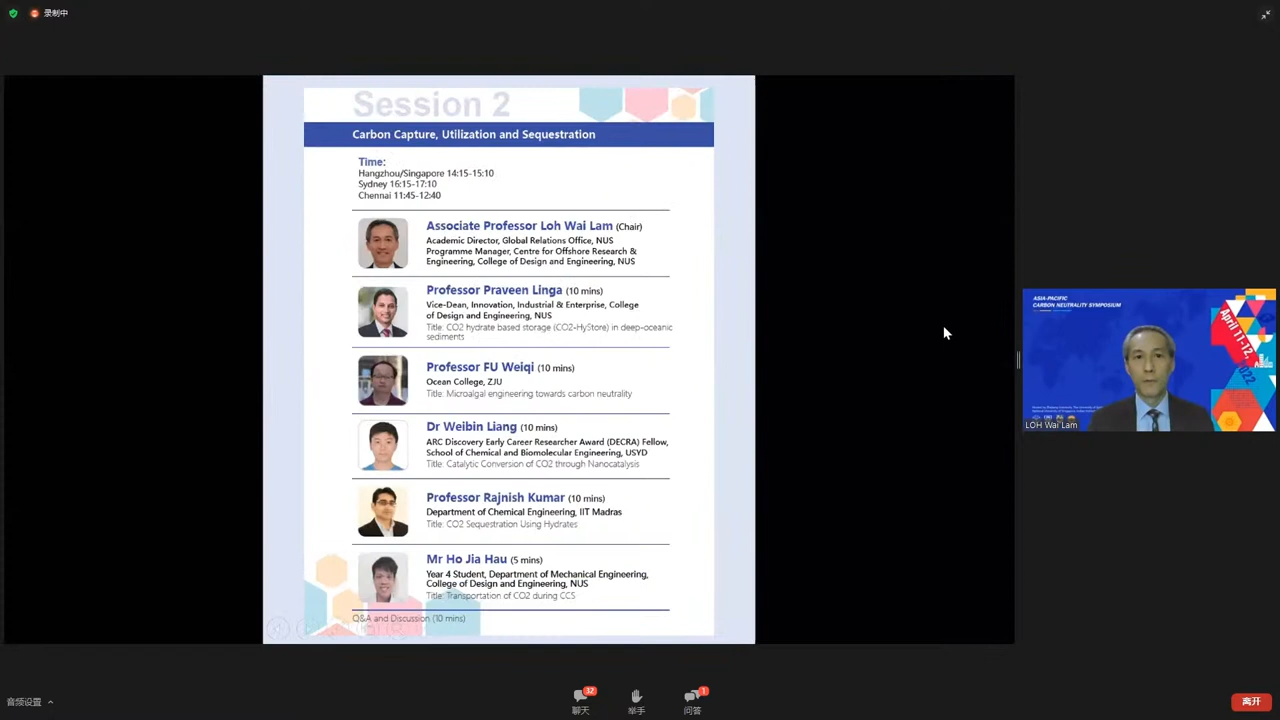 录制中
Session 2
Carbon Capture, Utilization and Sequestration
Time:
Hangzhou/Singapore 14:15-15:10
Sydney 16:15-17:10
Chennai 11:45-12:40
Associate Professor Loh Wai Lam (Chair)
Academic Director, Global Relations Office, NUS
Programme Manager, Centre for Offshore Research &
Engineering, College of Design and Engineering, NUS
Professor Praveen Linga (10 mins)
Vice-Dean, Innovation, Industrial & Enterprise, College
of Design and Engineering, NUS
Title: CO2 hydrate based storage (CO2-HyStore) in deep-oceanic
sediments
Professor FU Weiqi (10 mins)
Ocean College, ZJU
Title: Microalgal engineering towards carbon neutrality
Dr Weibin Liang (10 mins)
ARC Discovery Early Career Researcher Award (DECRA) Fellow,
School of Chemical and Biomolecular Engineering, USYD
Title: Catalytic Conversion of CO2 through Nanocatalysis
Professor Rajnish Kumar (10 mins)
Department of Chemical Engineering, IIT Madras
Title: CO2 Sequestration Using Hydrates
Mr Ho Jia Hau (5 mins)
Year 4 Student, Department of Mechanical Engineering,
College of Design and Engineering, NUS
Title: Transportation of CO2 during CCS
Q&A and Discussion (10 mins)
ASIA-PACIFIC
CARBON NEUTRALITY SYMPOSIUM
April 11-12,
2022
LOH Wai Lam
音频设置
32
聊天
举手
1
问答
离开